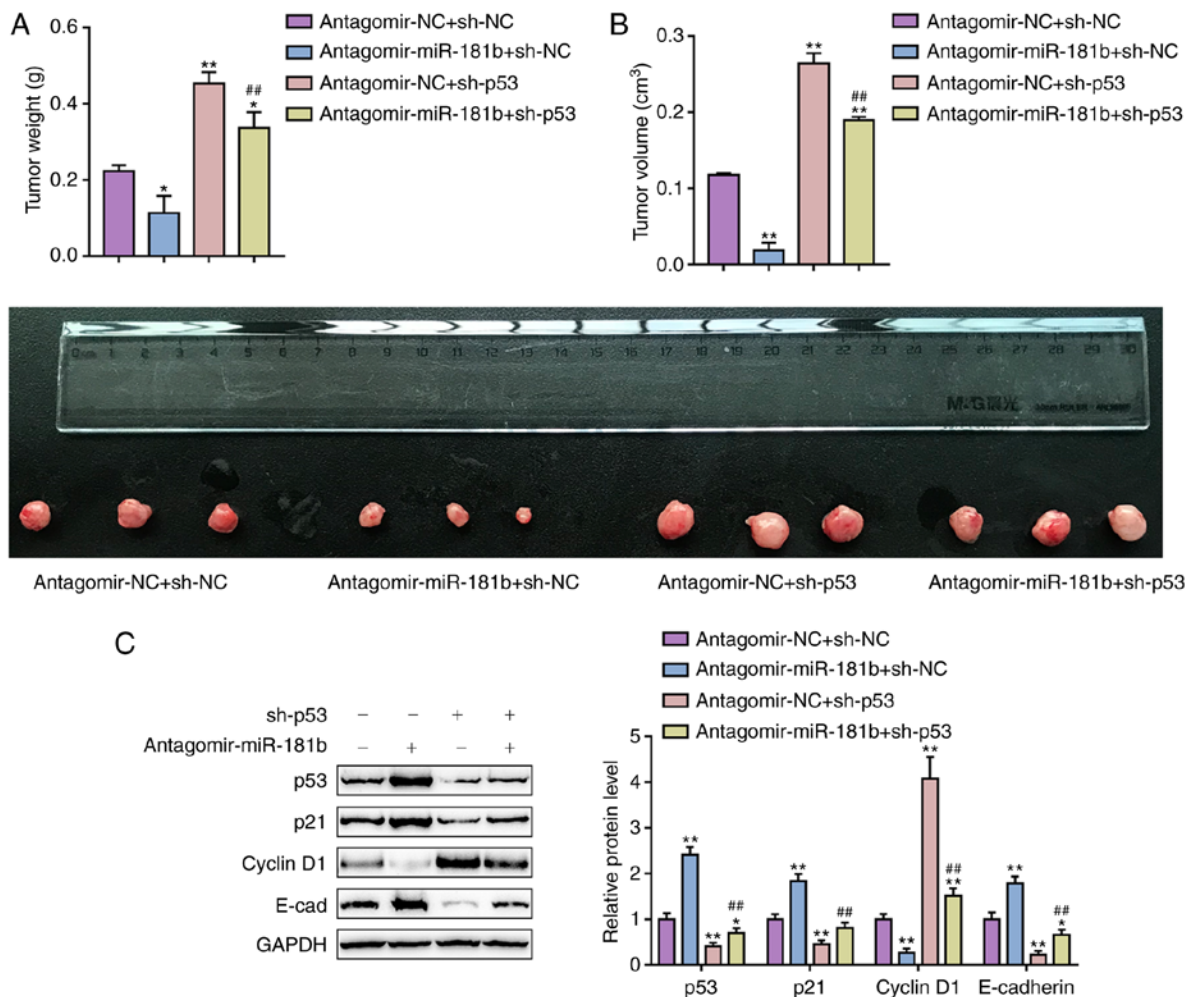 A
Tumor weight (g)
0.6
0.4
0.2
0.0
*
**
##
*
Antagomir-NC+sh-NC
Antagomir-miR-181b+sh-NC
Antagomir-NC+sh-p53
Antagomir-miR-181b+sh-p53
B
Tumor volume (cm³)
0.3
0.2
0.1
0.0
**
**
##
**
Antagomir-NC+sh-NC
Antagomir-miR-181b+sh-NC
Antagomir-NC+sh-p53
Antagomir-miR-181b+sh-p53
0 1 2 3 4 5 6 7 8 9 10 11 12 13 14 15 16 17 18 19 20 21 22 23 24 25 26 27 28 29 30
M&G晨光
Antagomir-NC+sh-NC Antagomir-miR-181b+sh-NC Antagomir-NC+sh-p53 Antagomir-miR-181b+sh-p53
C
sh-p53 − − + +
Antagomir-miR-181b − + − +
p53
p21
Cyclin D1
E-cad
GAPDH
Antagomir-NC+sh-NC
Antagomir-miR-181b+sh-NC
Antagomir-NC+sh-p53
Antagomir-miR-181b+sh-p53
Relative protein level
5
4
3
2
1
0
** ** ## *
** ** ##
** ** ## **
** ** ## *
p53 p21 Cyclin D1 E-cadherin